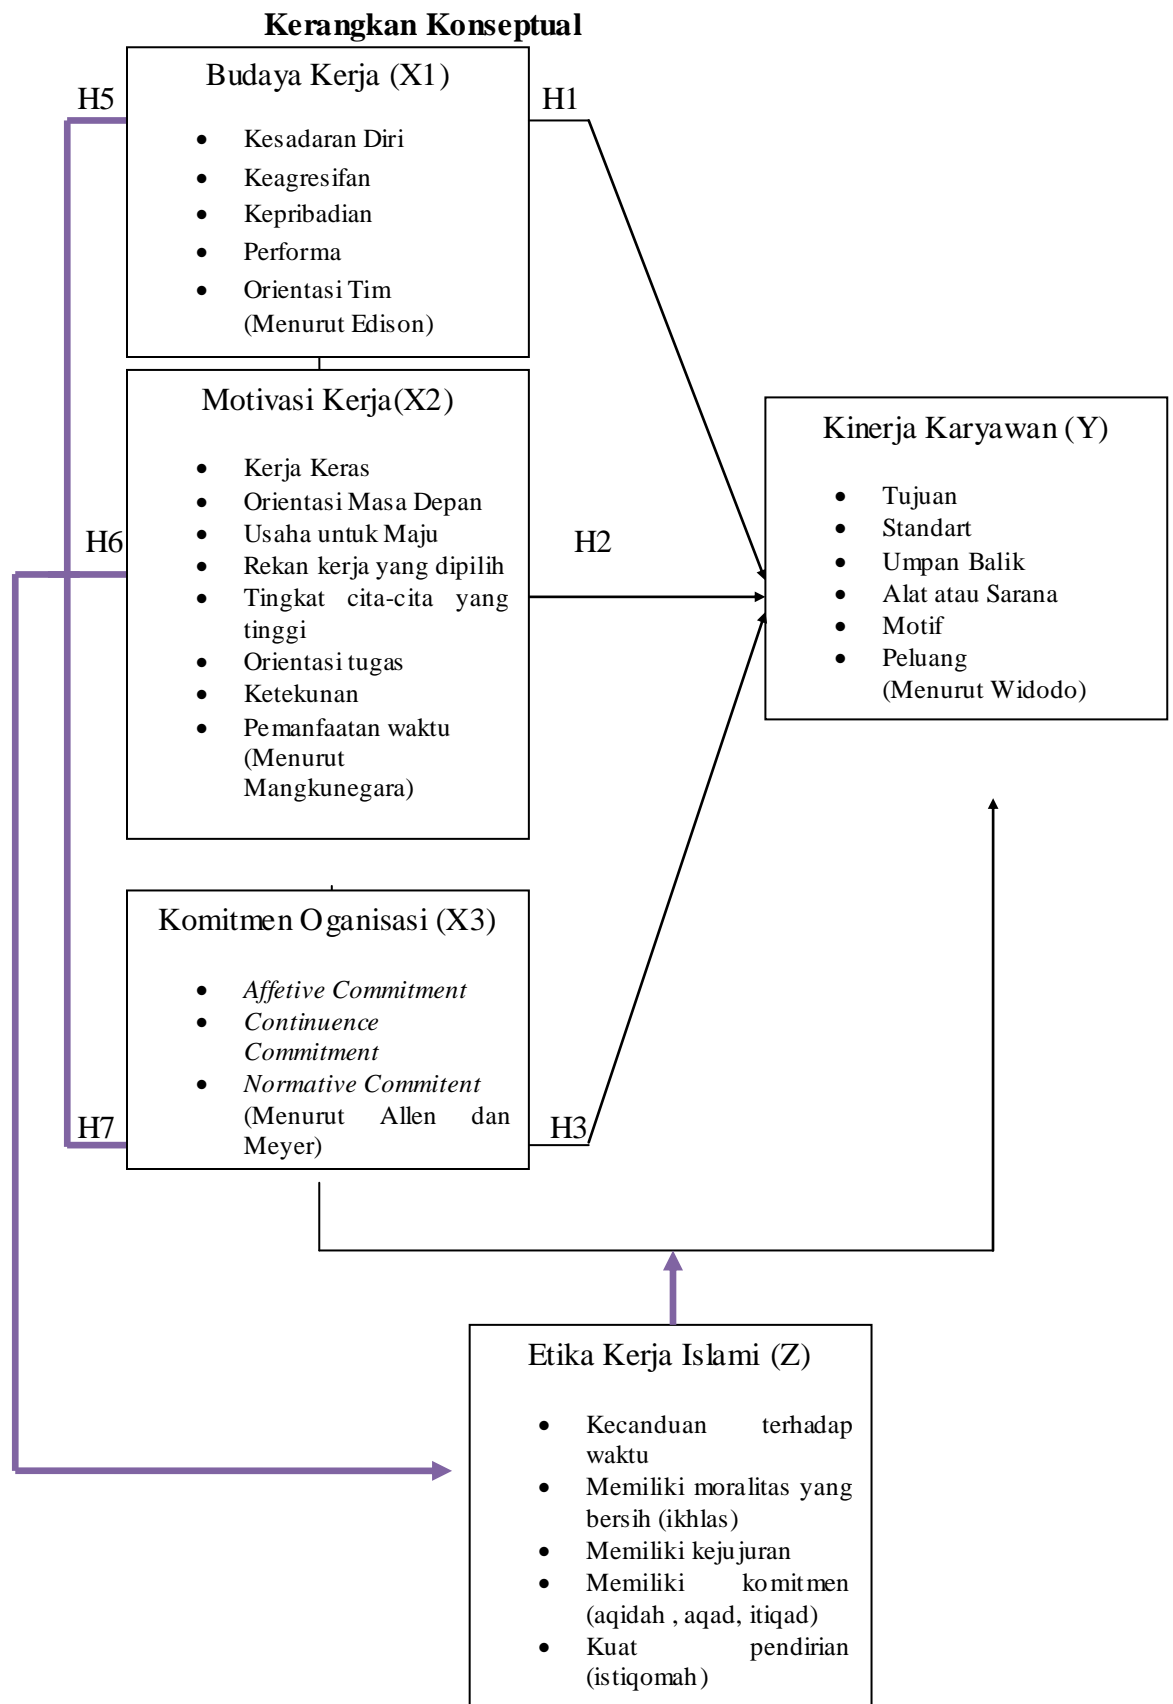 Kerangkan Konseptual
Budaya Kerja (X1)
H5
H1
• Kesadaran Diri
• Keagresifan
• Kepribadian
• Performa
• Orientasi Tim
(Menurut Edison)
Motivasi Kerja(X2)
• Kerja Keras
• Orientasi Masa Depan
• Usaha untuk Maju
• Rekan kerja yang dipilih
• Tingkat cita-cita yang
tinggi
• Orientasi tugas
• Ketekunan
• Pemanfaatan waktu
(Menurut
Mangkunegara)
H6
H2
Kinerja Karyawan (Y)
• Tujuan
• Standart
• Umpan Balik
• Alat atau Sarana
• Motif
• Peluang
(Menurut Widodo)
Komitmen Oganisasi (X3)
• Affetive Commitment
• Continuence
Commitment
• Normative Commitent
(Menurut Allen dan
Meyer)
H7
H3
Etika Kerja Islami (Z)
• Kecanduan terhadap
waktu
• Memiliki moralitas yang
bersih (ikhlas)
• Memiliki kejujuran
• Memiliki komitmen
(aqidah , aqad, itiqad)
• Kuat pendirian
(istiqomah)